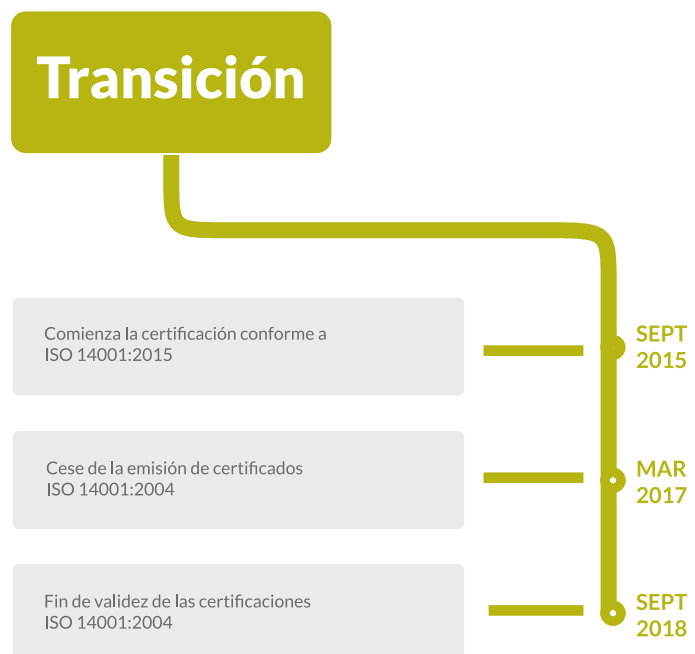 Transición
Comienza la certificación conforme a
ISO 14001:2015
SEPT
2015
Cese de la emisión de certificados
ISO 14001:2004
MAR
2017
Fin de validez de las certificaciones
ISO 14001:2004
SEPT
2018